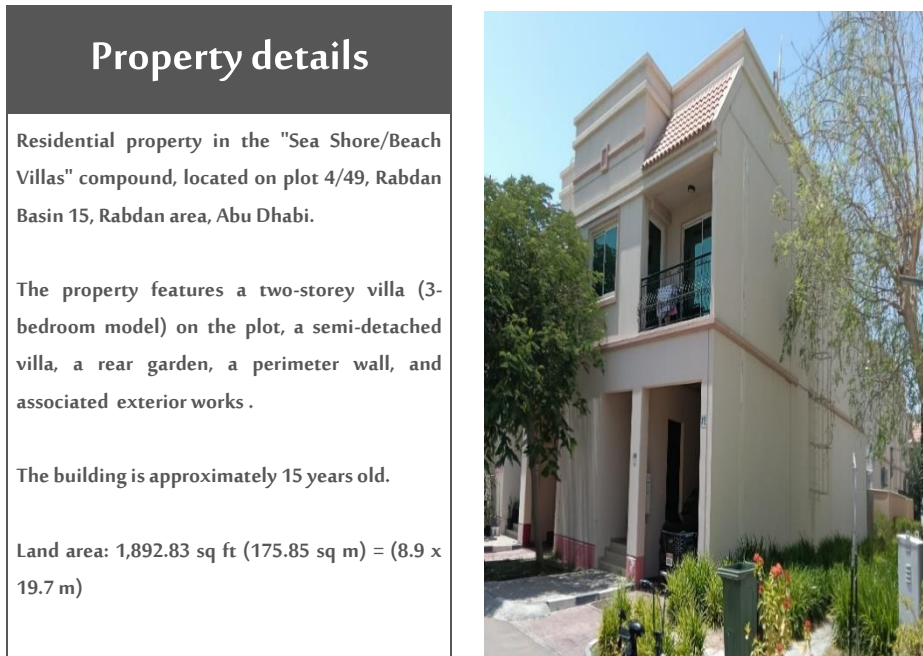 Property details
Residential property in the "Sea Shore/Beach
Villas" compound, located on plot 4/49, Rabdan
Basin 15, Rabdan area, Abu Dhabi.
The property features a two-storey villa (3-
bedroom model) on the plot, a semi-detached
villa, a rear garden, a perimeter wall, and
associated exterior works .
The building is approximately 15 years old.
Land area: 1,892.83 sq ft (175.85 sq m) = (8.9 x
19.7 m)